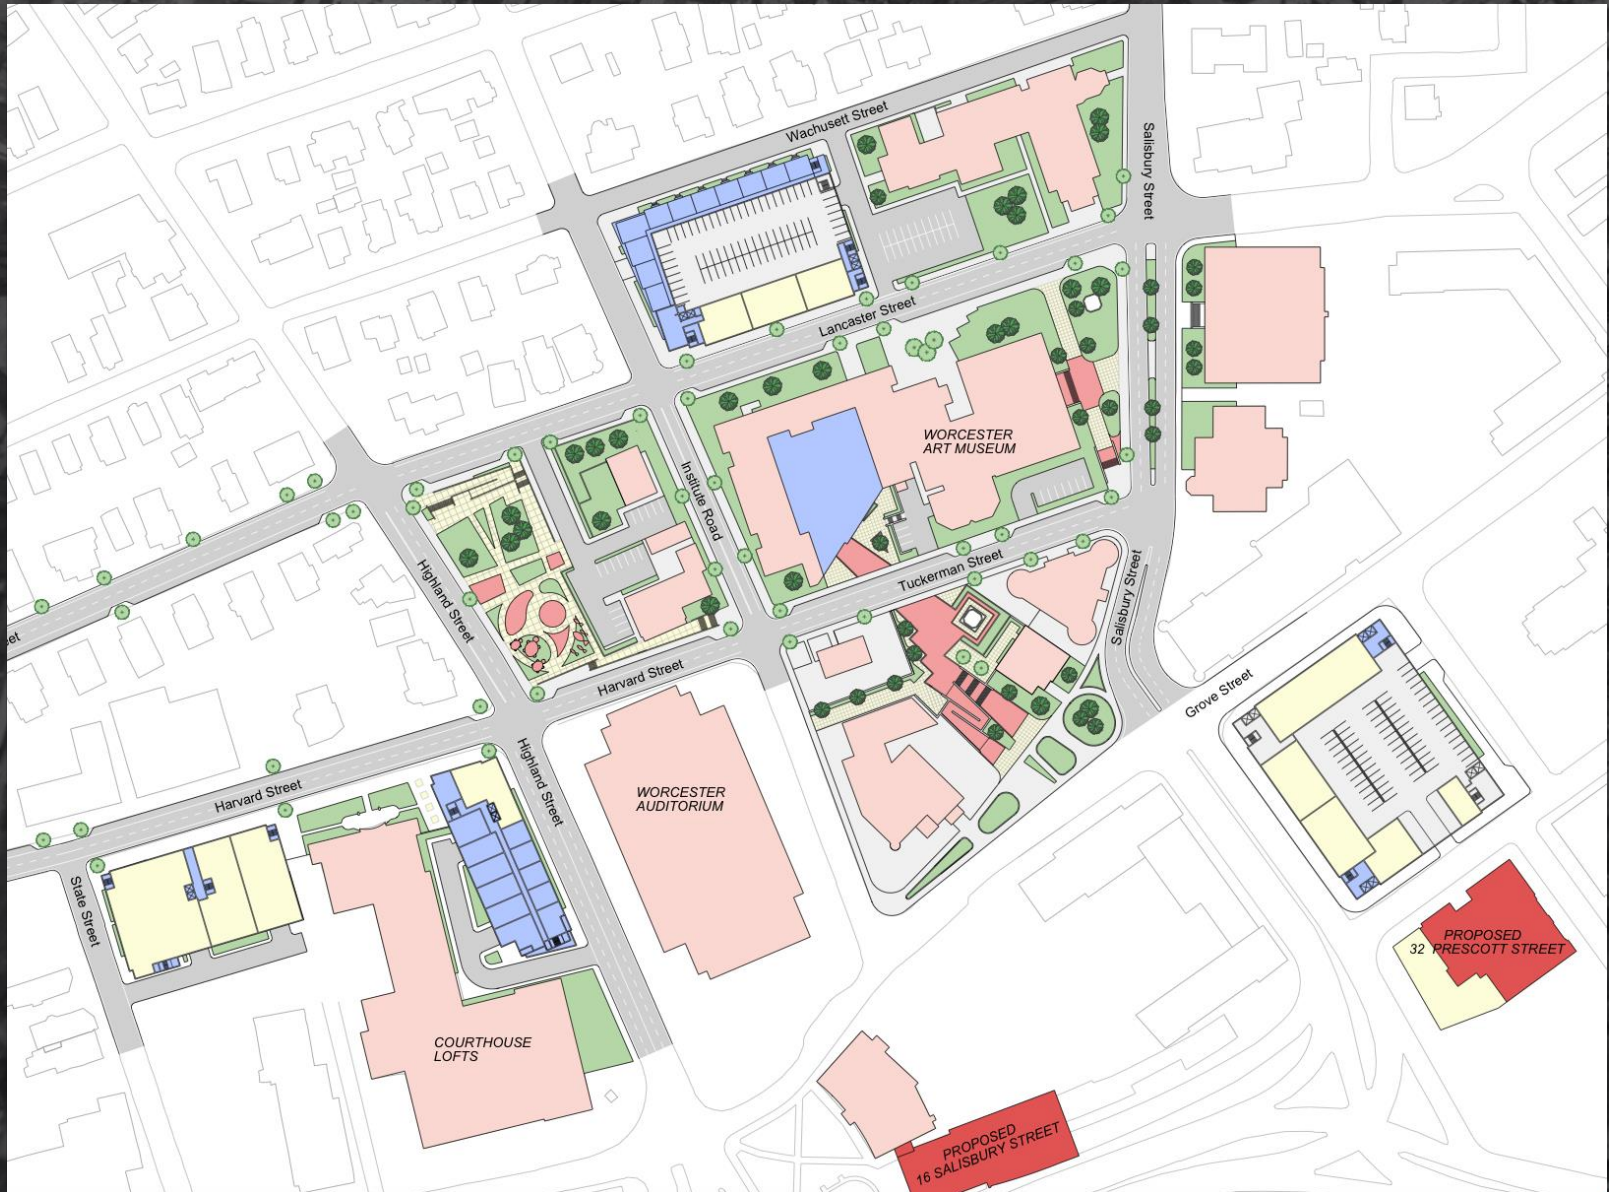 Wachusett Street
Salisbury Street
Lancaster Street
WORCESTER
ART MUSEUM
Institute Road
Highland Street
Tuckerman Street
Salisbury Street
eet
Harvard Street
Grove Street
Highland Street
Harvard Street
WORCESTER
AUDITORIUM
State Street
PROPOSED
32 PRESCOTT STREET
COURTHOUSE
LOFTS
PROPOSED
16 SALISBURY STREET